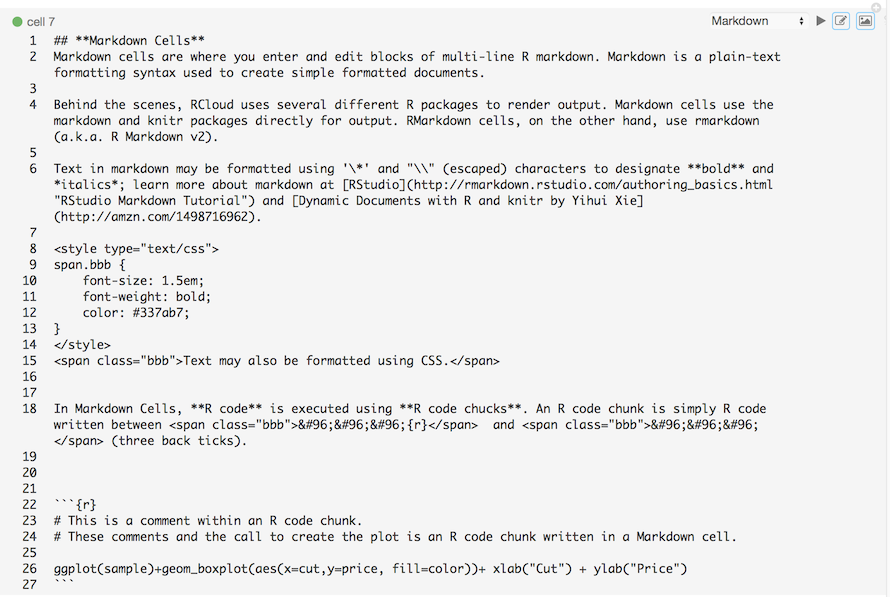 cell 7
Markdown
1 ## **Markdown Cells**
2 Markdown cells are where you enter and edit blocks of multi-line R markdown. Markdown is a plain-text
formatting syntax used to create simple formatted documents.
3
4 Behind the scenes, RCloud uses several different R packages to render output. Markdown cells use the
markdown and knitr packages directly for output. RMarkdown cells, on the other hand, use rmarkdown
(a.k.a. R Markdown v2).
5
6 Text in markdown may be formatted using '\*' and "\\" (escaped) characters to designate **bold** and
*italics*; learn more about markdown at [RStudio](http://rmarkdown.rstudio.com/authoring_basics.html
"RStudio Markdown Tutorial") and [Dynamic Documents with R and knitr by Yihui Xie]
(http://amzn.com/1498716962).
7
8 <style type="text/css">
9 span.bbb {
10     font-size: 1.5em;
11     font-weight: bold;
12     color: #337ab7;
13 }
14 </style>
15 <span class="bbb">Text may also be formatted using CSS.</span>
16
17
18 In Markdown Cells, **R code** is executed using **R code chucks**. An R code chunk is simply R code
written between <span class="bbb">&#96;&#96;&#96;{r}</span>  and <span class="bbb">&#96;&#96;&#96;
</span> (three back ticks).
19
20
21
22 ```{r}
23 # This is a comment within an R code chunk.
24 # These comments and the call to create the plot is an R code chunk written in a Markdown cell.
25
26 ggplot(sample)+geom_boxplot(aes(x=cut,y=price, fill=color))+ xlab("Cut") + ylab("Price")
27 ```